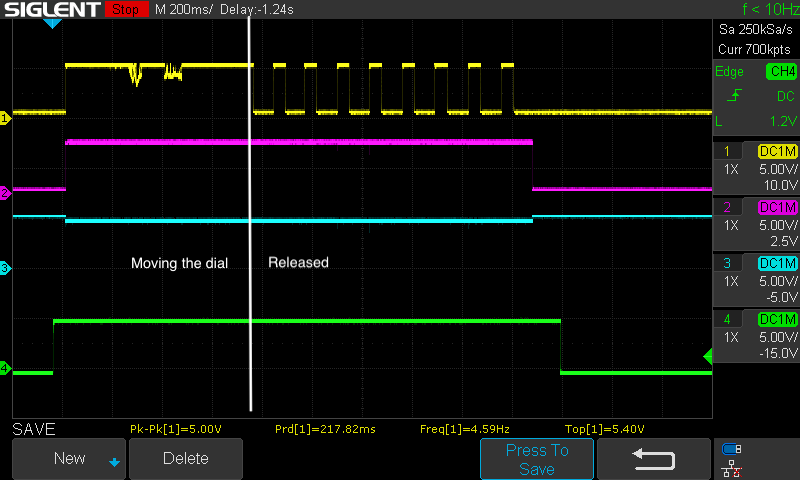 SIGLENT Stop M 200ms/ Delay:-1.24s f < 10Hz
Sa 250kSa/s
Curr 700kpts
Edge CH4
DC
L 1.2V
1 DC1M
1X 5.00V/
10.0V
2 DC1M
1X 5.00V/
2.5V
3 DC1M
1X 5.00V/
-5.0V
4 DC1M
1X 5.00V/
-15.0V
1
2
3
4
Moving the dial Released
SAVE Pk-Pk[1]=5.00V Prd[1]=217.82ms Freq[1]=4.59Hz Top[1]=5.40V
New Delete Press To
Save